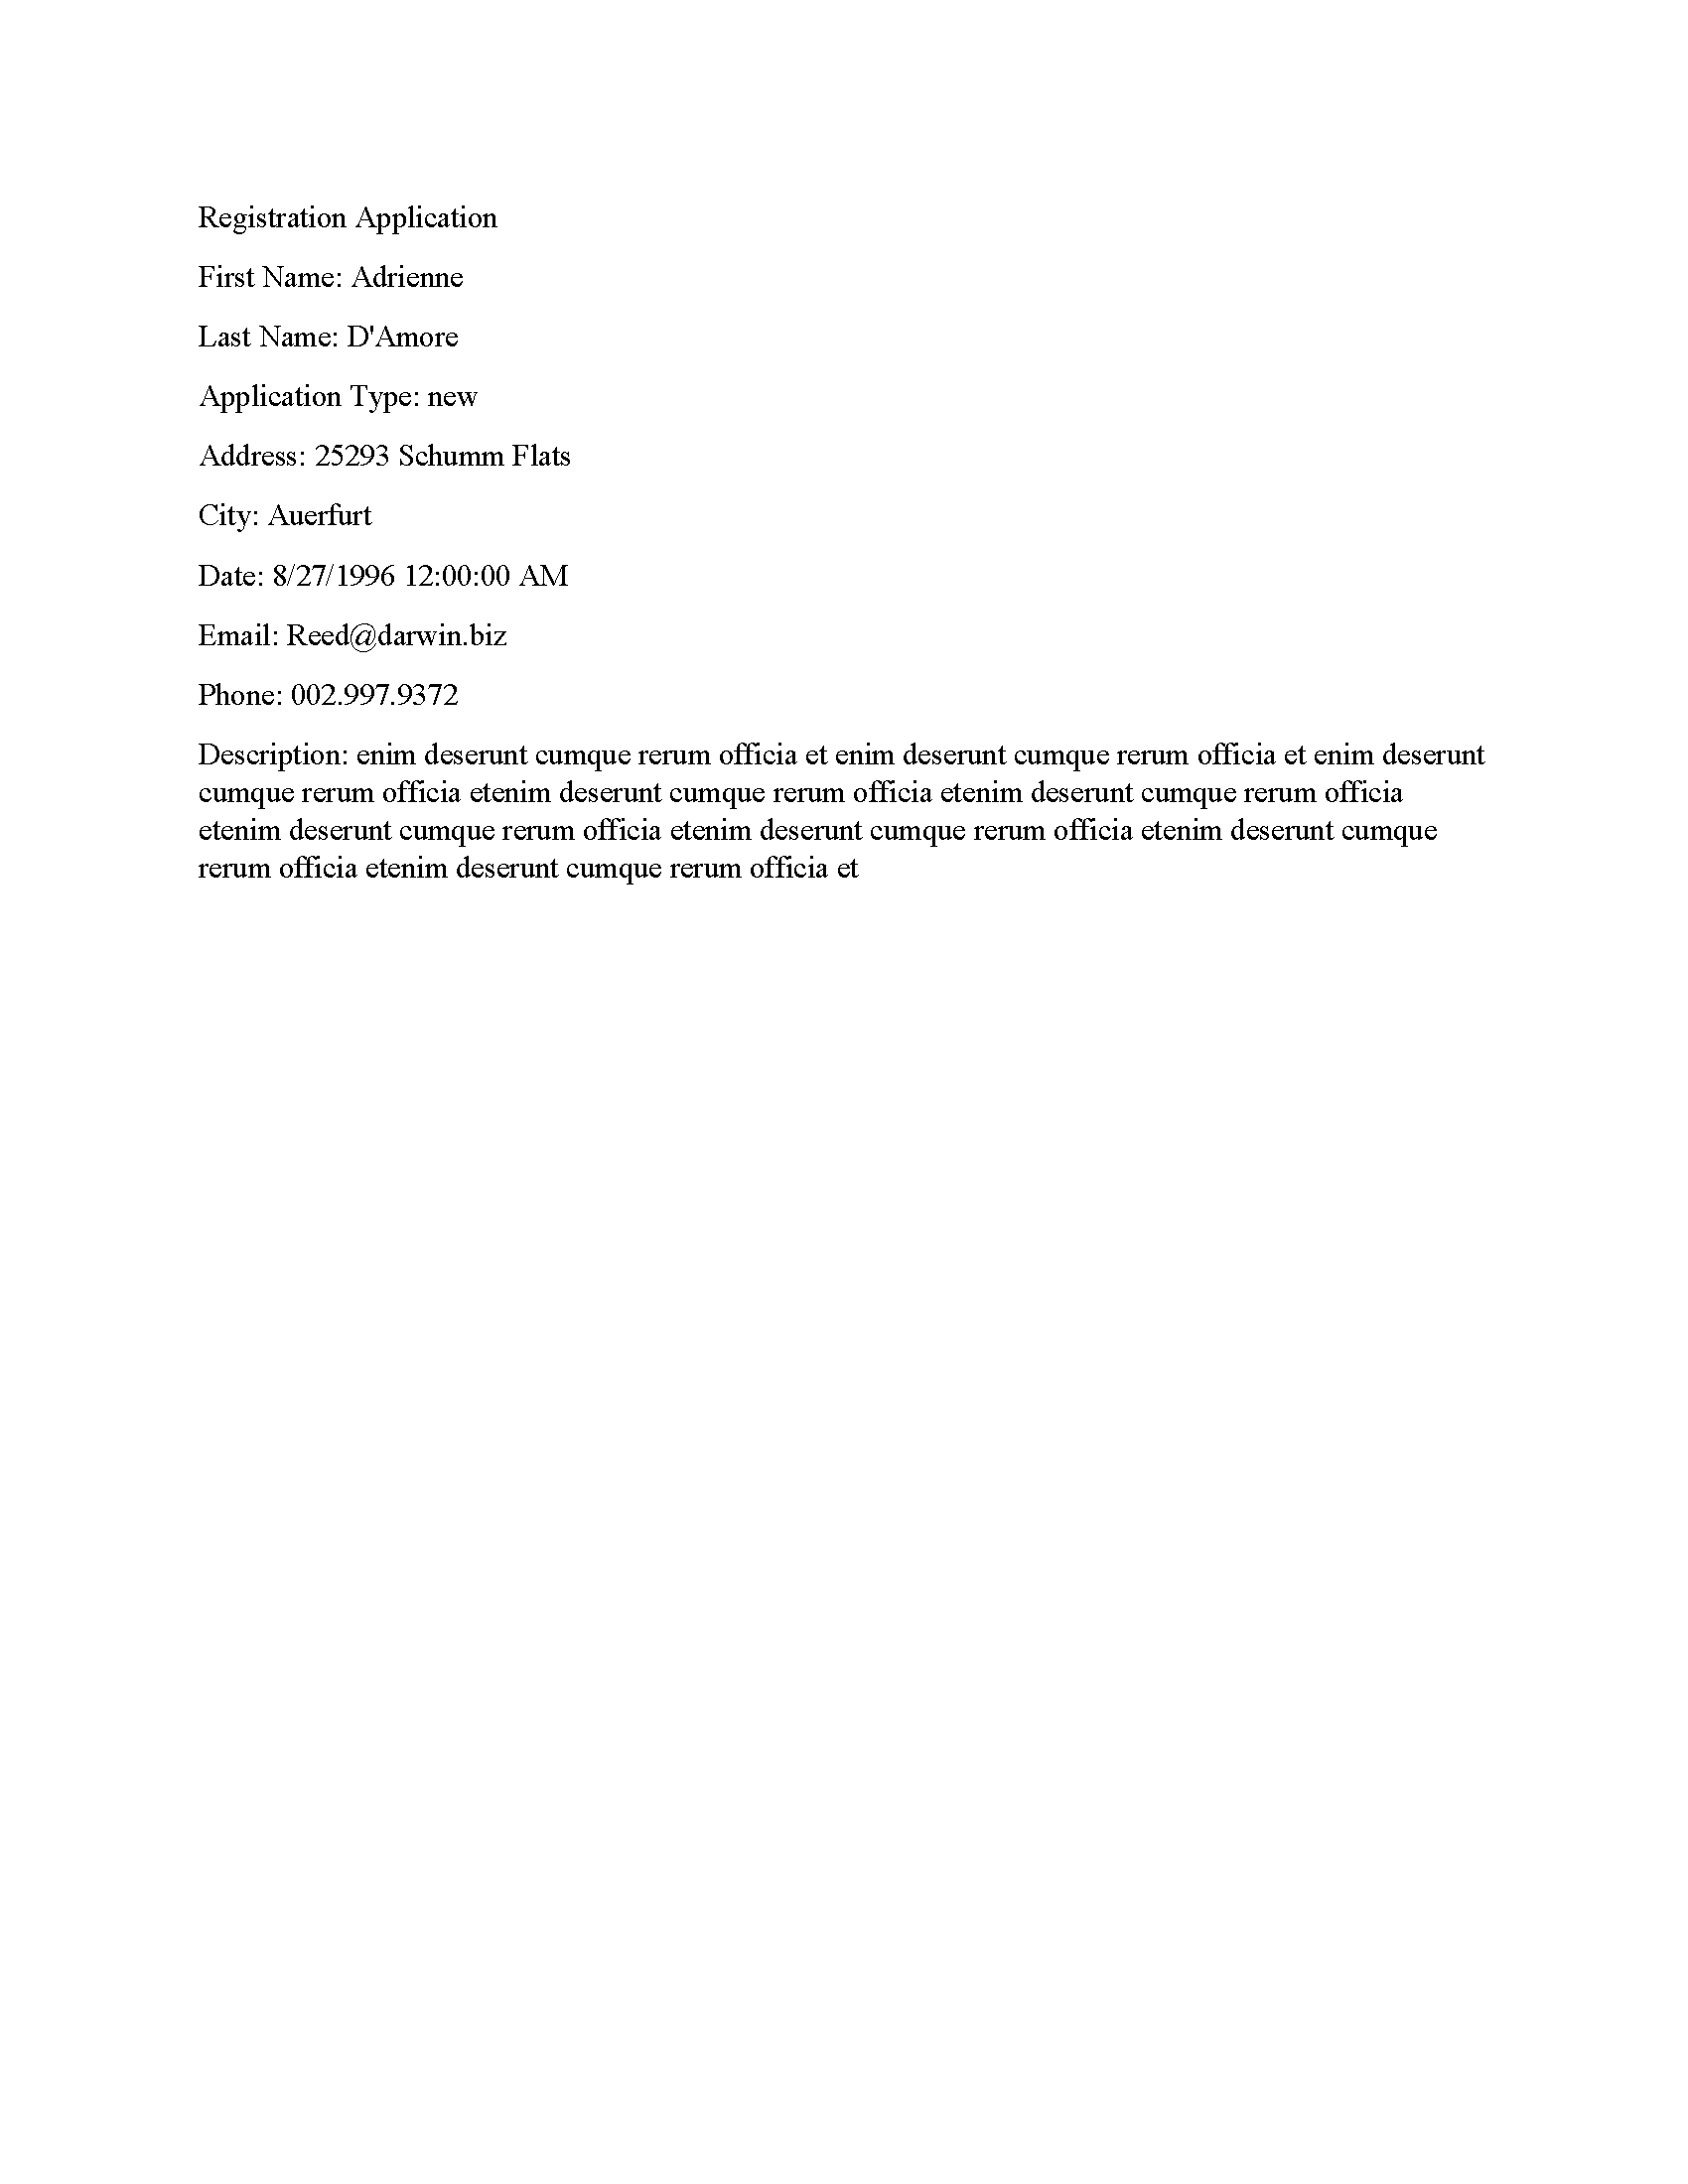 Registration Application
First Name: Adrienne
Last Name: D'Amore
Application Type: new
Address: 25293 Schumm Flats
City: Auerfurt
Date: 8/27/1996 12:00:00 AM
Email: Reed@darwin.biz
Phone: 002.997.9372
Description: enim deserunt cumque rerum officia et enim deserunt cumque rerum officia et enim deserunt
cumque rerum officia etenim deserunt cumque rerum officia etenim deserunt cumque rerum officia
etenim deserunt cumque rerum officia etenim deserunt cumque rerum officia etenim deserunt cumque
rerum officia etenim deserunt cumque rerum officia et